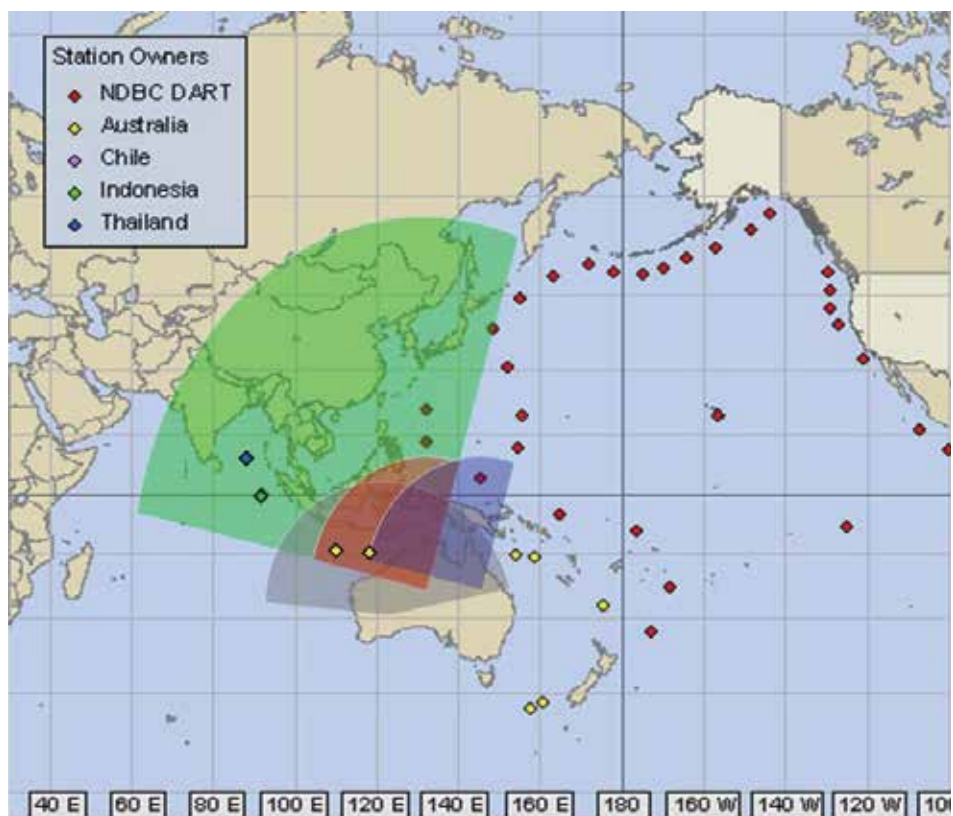 Station Owners
NDBC DART
Australia
Chile
Indonesia
Thailand
40 E 60 E 80 E 100 E 120 E 140 E 160 E 180 160 W 140 W 120 W 100